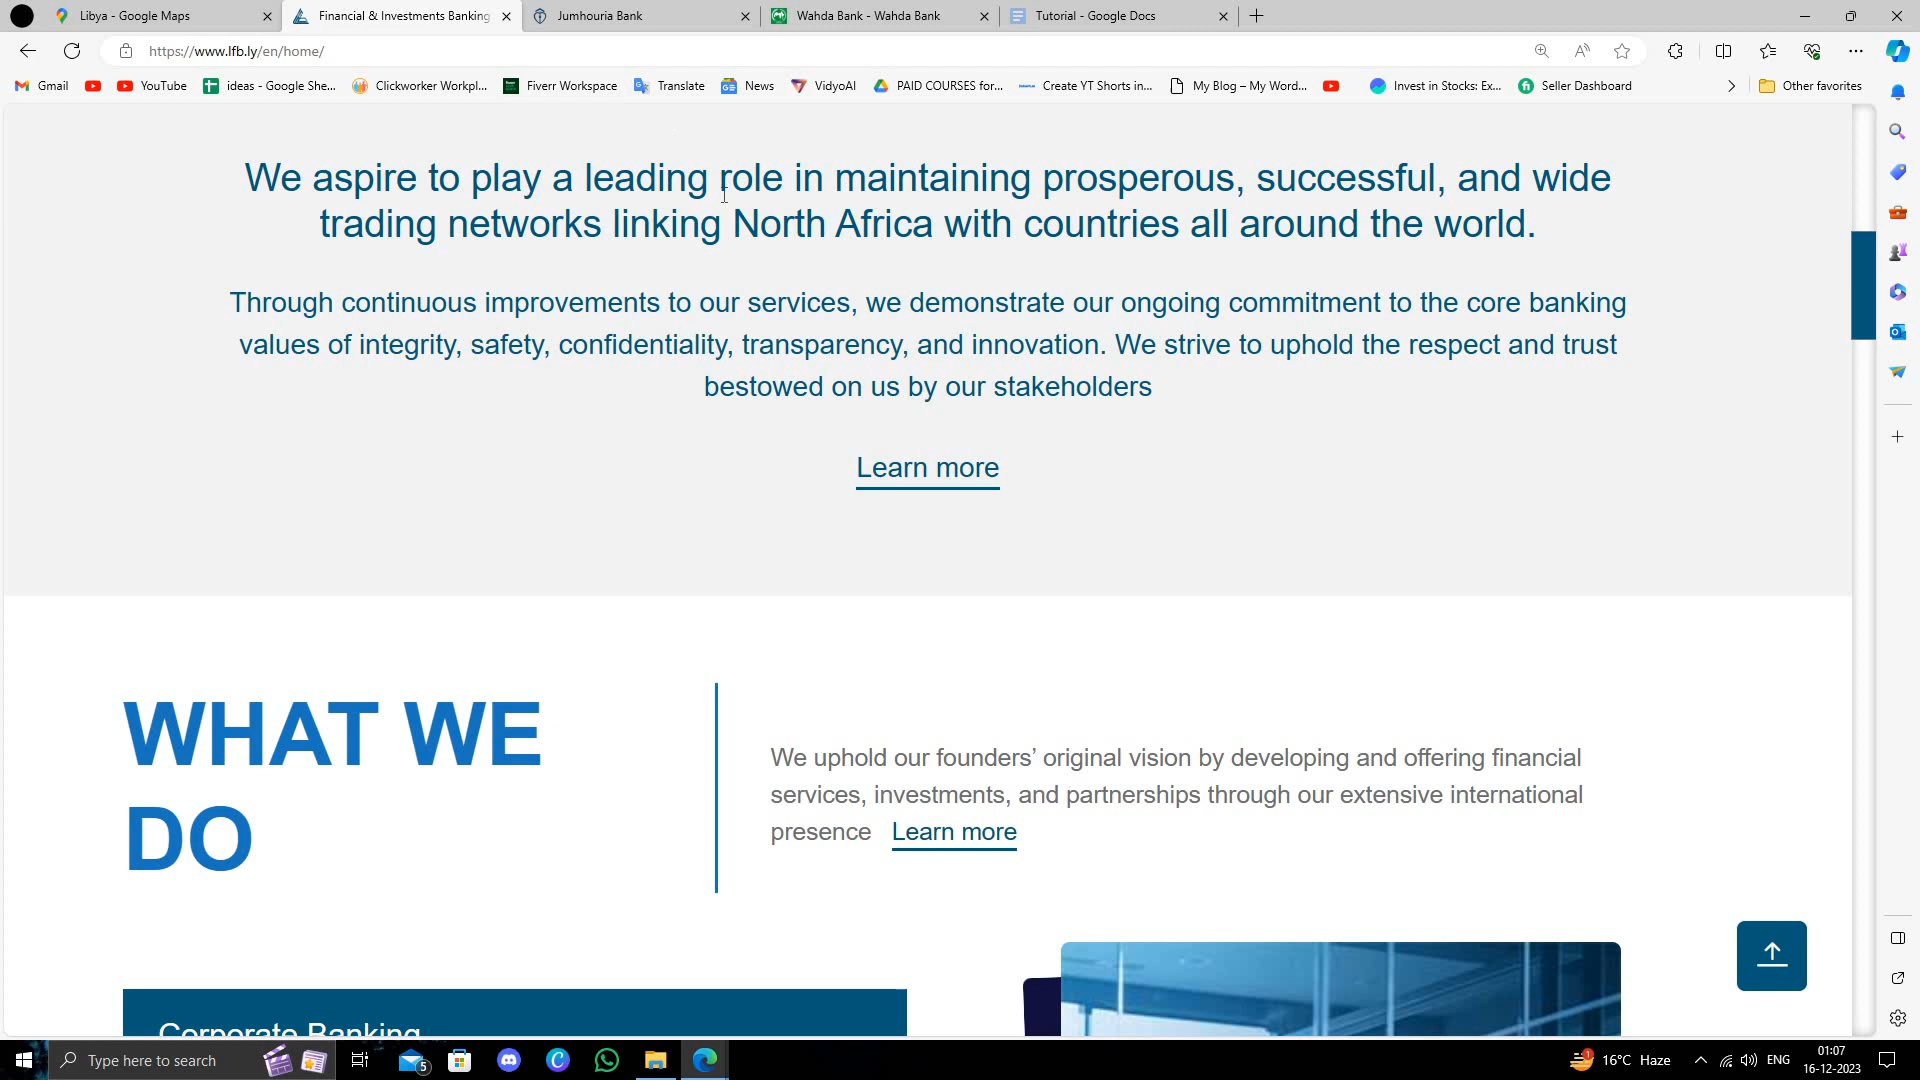 Libya - Google Maps
Financial & Investments Banking
Jumhouria Bank
Wahda Bank - Wahda Bank
Tutorial - Google Docs
https://www.lfb.ly/en/home/
Gmail
YouTube
ideas - Google She...
Clickworker Workpl...
Fiverr Workspace
Translate
News
VidyoAI
PAID COURSES for...
Create YT Shorts in...
My Blog – My Word...
Invest in Stocks: Ex...
Seller Dashboard
Other favorites
We aspire to play a leading role in maintaining prosperous, successful, and wide
trading networks linking North Africa with countries all around the world.
Through continuous improvements to our services, we demonstrate our ongoing commitment to the core banking
values of integrity, safety, confidentiality, transparency, and innovation. We strive to uphold the respect and trust
bestowed on us by our stakeholders
Learn more
WHAT WE
DO
We uphold our founders’ original vision by developing and offering financial
services, investments, and partnerships through our extensive international
presence Learn more
Corporate Banking
Type here to search
5
1
16°C Haze
ENG
01:07
16-12-2023